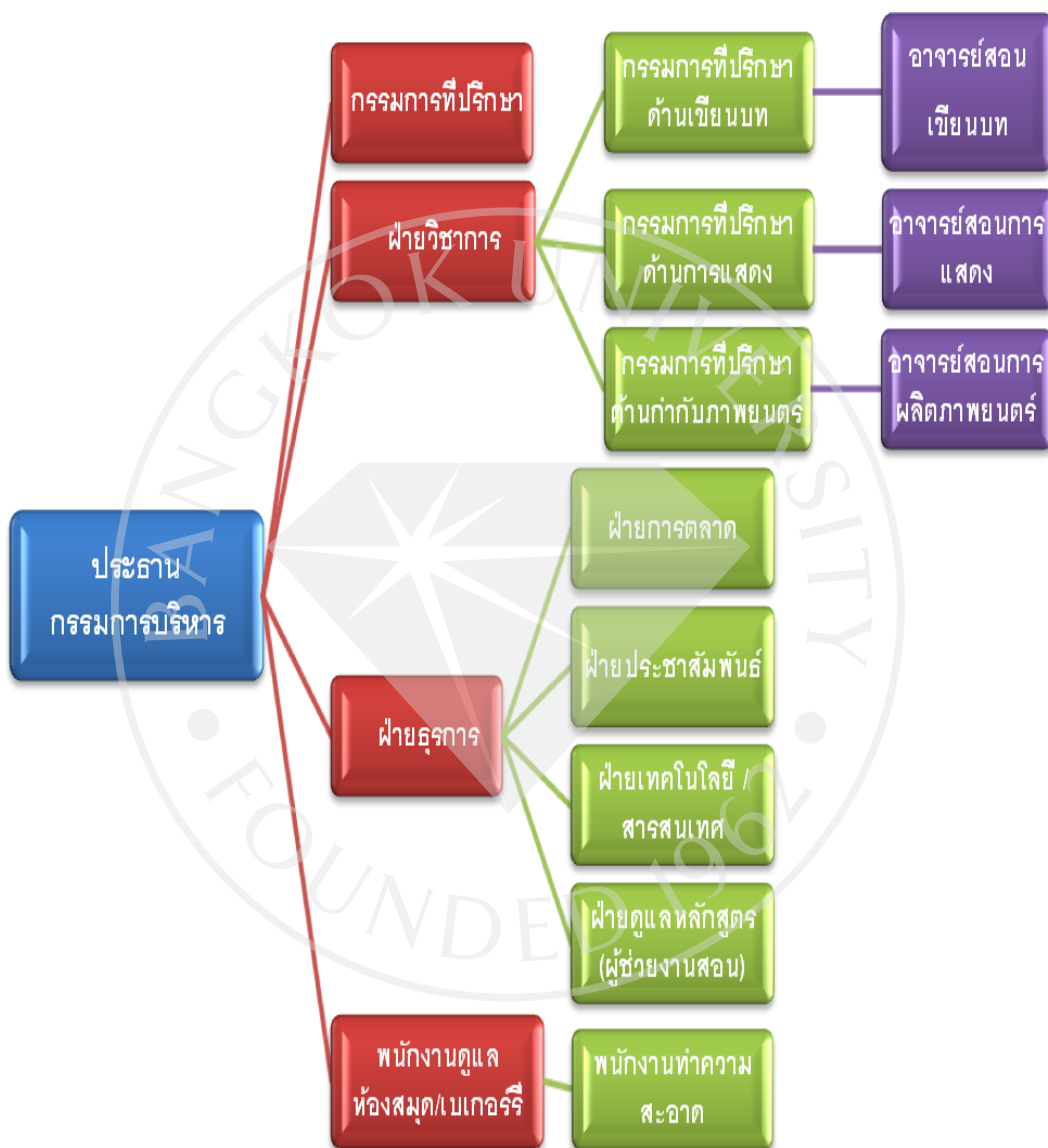 กรรมการที่ปรึกษา
ฝ่ายวิชาการ
กรรมการที่ปรึกษา
ด้านเขียนบท
อาจารย์สอน
เขียนบท
กรรมการที่ปรึกษา
ด้านการแสดง
อาจารย์สอนการ
แสดง
กรรมการที่ปรึกษา
ด้านกำกับภาพยนตร์
อาจารย์สอนการ
ผลิตภาพยนตร์
ประธาน
กรรมการบริหาร
ฝ่ายธุรการ
ฝ่ายการตลาด
ฝ่ายประชาสัมพันธ์
ฝ่ายเทคโนโลยี /
สารสนเทศ
ฝ่ายดูแลหลักสูตร
(ผู้ช่วยงานสอน)
พนักงานดูแล
ห้องสมุด/เบเกอร์รี่
พนักงานทำความ
สะอาด
BANGKOK UNIVERSITY
FOUNDED 1962